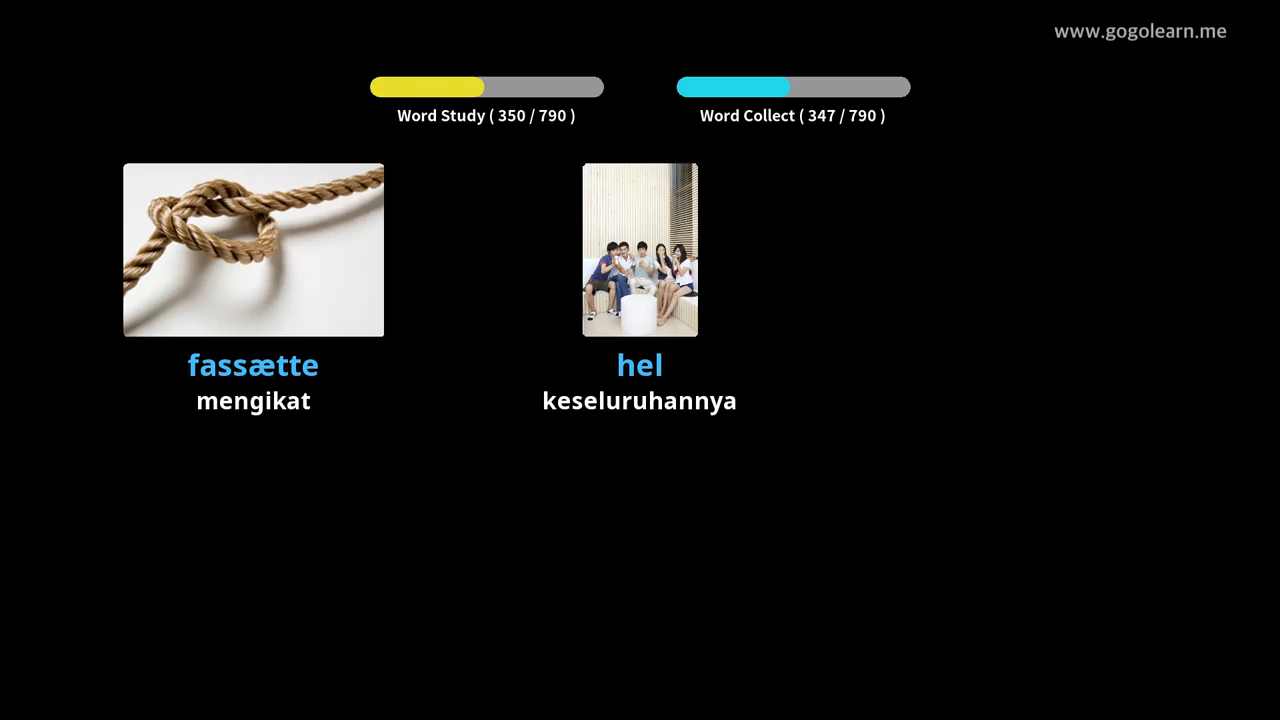 www.gogolearn.me
Word Study ( 350 / 790 )
Word Collect ( 347 / 790 )
fassætte
mengikat
hel
keseluruhannya